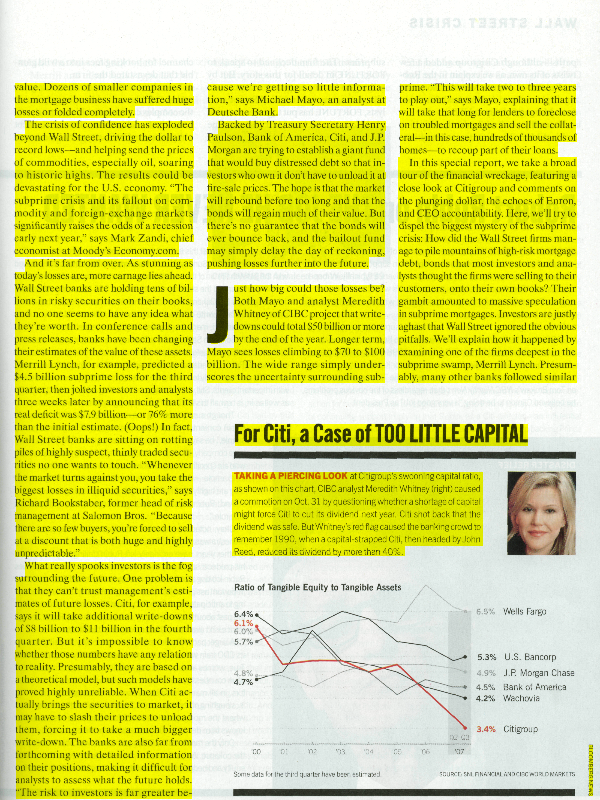 WALL STREET CRISIS
value. Dozens of smaller companies in
the mortgage business have suffered huge
losses or folded completely.
The crisis of confidence has exploded
beyond Wall Street, driving the dollar to
record lows—and helping send the prices
of commodities, especially oil, soaring
to historic highs. The results could be
devastating for the U.S. economy. “The
subprime crisis and its fallout on com-
modity and foreign-exchange markets
significantly raises the odds of a recession
early next year,” says Mark Zandi, chief
economist at Moody's Economy.com.
And it's far from over. As stunning as
today's losses are, more carnage lies ahead.
Wall Street banks are holding tens of bil-
lions in risky securities on their books,
and no one seems to have any idea what
they're worth. In conference calls and
press releases, banks have been changing
their estimates of the value of these assets.
Merrill Lynch, for example, predicted a
$4.5 billion subprime loss for the third
quarter, then jolted investors and analysts
three weeks later by announcing that its
real deficit was $7.9 billion—or 76% more
than the initial estimate. (Oops!) In fact,
Wall Street banks are sitting on rotting
piles of highly suspect, thinly traded secu-
rities no one wants to touch. “Whenever
the market turns against you, you take the
biggest losses in illiquid securities,” says
Richard Bookstaber, former head of risk
management at Salomon Bros. “Because
there are so few buyers, you're forced to sell
at a discount that is both huge and highly
unpredictable.”
What really spooks investors is the fog
surrounding the future. One problem is
that they can't trust management's esti-
mates of future losses. Citi, for example,
says it will take additional write-downs
of $8 billion to $11 billion in the fourth
quarter. But it's impossible to know
whether those numbers have any relation
to reality. Presumably, they are based on
a theoretical model, but such models have
proved highly unreliable. When Citi ac-
tually brings the securities to market, it
may have to slash their prices to unload
them, forcing it to take a much bigger
write-down. The banks are also far from
forthcoming with detailed information
on their positions, making it difficult for
analysts to assess what the future holds.
“The risk to investors is far greater be-
cause we're getting so little informa-
tion,” says Michael Mayo, an analyst at
Deutsche Bank.
Backed by Treasury Secretary Henry
Paulson, Bank of America, Citi, and J.P.
Morgan are trying to establish a giant fund
that would buy distressed debt so that in-
vestors who own it don't have to unload it at
fire-sale prices. The hope is that the market
will rebound before too long and that the
bonds will regain much of their value. But
there's no guarantee that the bonds will
ever bounce back, and the bailout fund
may simply delay the day of reckoning,
pushing losses further into the future.
Just how big could those losses be?
Both Mayo and analyst Meredith
Whitney of CIBC project that write-
downs could total $50 billion or more
by the end of the year. Longer term,
Mayo sees losses climbing to $70 to $100
billion. The wide range simply under-
scores the uncertainty surrounding sub-
prime. “This will take two to three years
to play out,” says Mayo, explaining that it
will take that long for lenders to foreclose
on troubled mortgages and sell the collat-
eral—in this case, hundreds of thousands of
homes—to recoup part of their loans.
In this special report, we take a broad
tour of the financial wreckage, featuring a
close look at Citigroup and comments on
the plunging dollar, the echoes of Enron,
and CEO accountability. Here, we'll try to
dispel the biggest mystery of the subprime
crisis: How did the Wall Street firms man-
age to pile mountains of high-risk mortgage
debt, bonds that most investors and ana-
lysts thought the firms were selling to their
customers, onto their own books? Their
gambit amounted to massive speculation
in subprime mortgages. Investors are justly
aghast that Wall Street ignored the obvious
pitfalls. We'll explain how it happened by
examining one of the firms deepest in the
subprime swamp, Merrill Lynch. Presum-
ably, many other banks followed similar
For Citi, a Case of TOO LITTLE CAPITAL
TAKING A PIERCING LOOK at Citigroup's swooning capital ratio,
as shown on this chart, CIBC analyst Meredith Whitney (right) caused
a commotion on Oct. 31 by questioning whether a shortage of capital
might force Citi to cut its dividend next year. Citi shot back that the
dividend was safe. But Whitney's red flag caused the banking crowd to
remember 1990, when a capital-strapped Citi, then headed by John
Reed, reduced its dividend by more than 40%.
Ratio of Tangible Equity to Tangible Assets
6.4%
6.1%
6.0%
5.7%
4.8%
4.7%
6.5% Wells Fargo
5.3% U.S. Bancorp
4.9% J.P. Morgan Chase
4.5% Bank of America
4.2% Wachovia
3.4% Citigroup
'00 '01 '02 '03 '04 '05 '06 '07
Q2 Q3
Some data for the third quarter have been estimated.
SOURCE: SNL FINANCIAL AND CIBC WORLD MARKETS